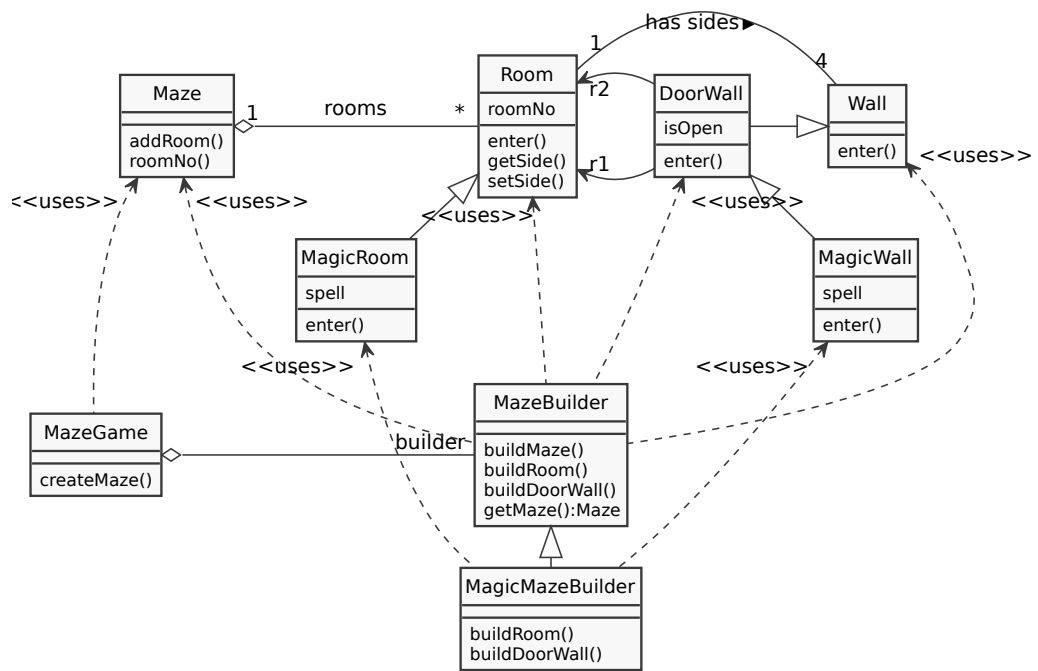 has sides▶
1
4
Room
roomNo
enter()
getSide()
setSide()
r2
r1
DoorWall
isOpen
enter()
Wall
enter()
Maze
addRoom()
roomNo()
1
rooms
*
<<uses>>
<<uses>>
<<uses>>
<<uses>>
<<uses>>
MagicRoom
spell
enter()
MagicWall
spell
enter()
<<uses>>
<<uses>>
MazeBuilder
buildMaze()
buildRoom()
buildDoorWall()
getMaze():Maze
MazeGame
createMaze()
builder
MagicMazeBuilder
buildRoom()
buildDoorWall()